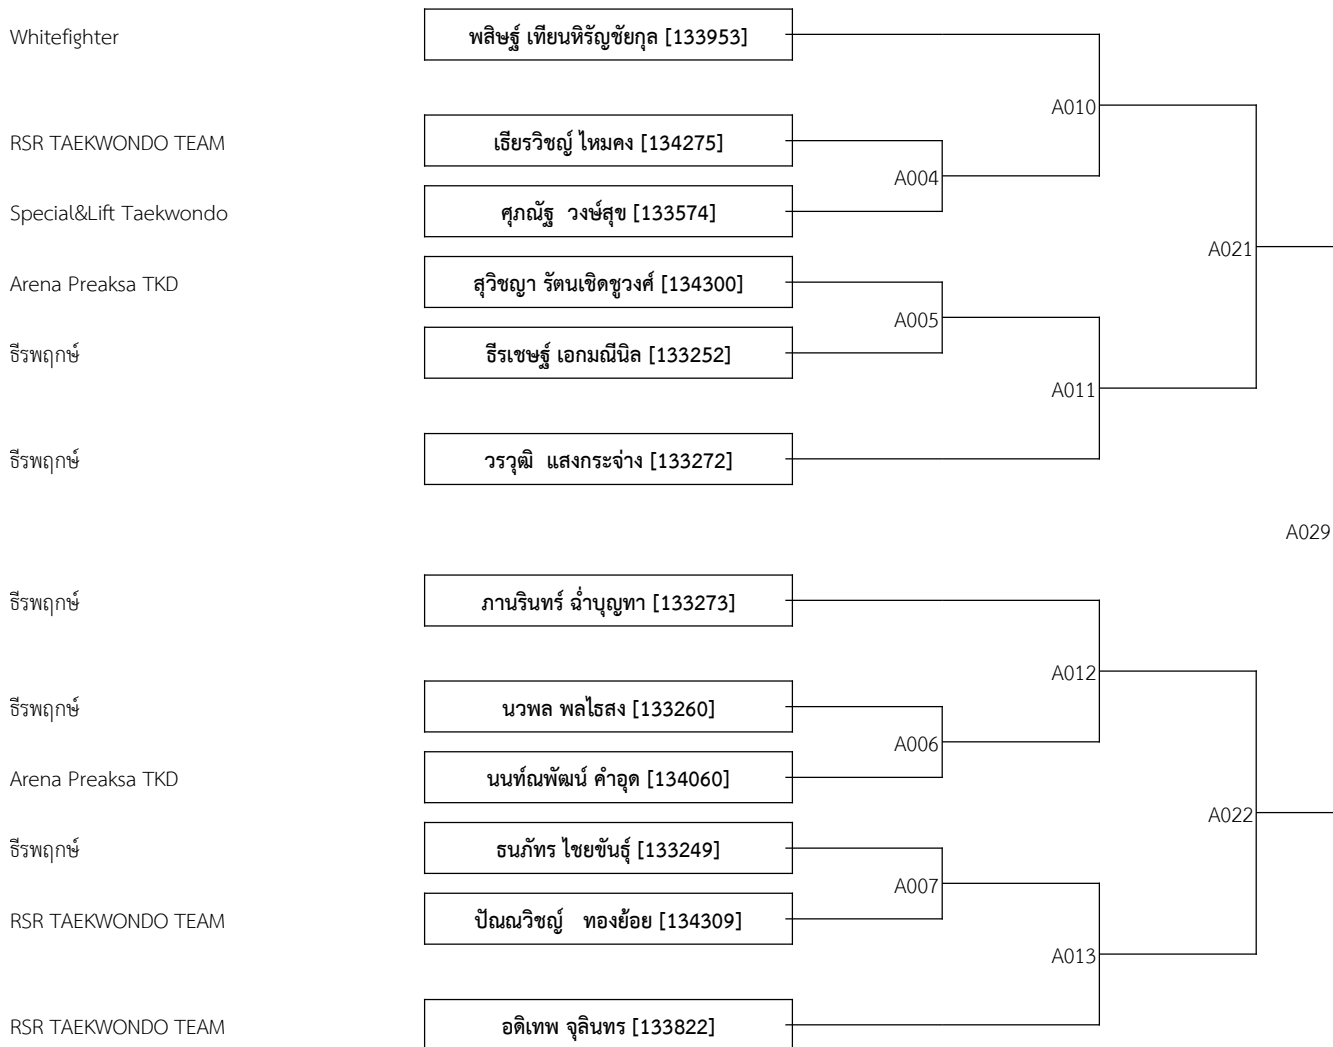 Whitefighter พสิษฐ์ เทียนหิรัญชัยกุล [133953]
A010
RSR TAEKWONDO TEAM เธียรวิชญ์ ไหมคง [134275]
A004
Special&Lift Taekwondo ศุภณัฐ วงษ์สุข [133574]
A021
Arena Preaksa TKD สุวิชญา รัตนเชิดชูวงศ์ [134300]
A005
ธีรพฤกษ์ ธีรเชษฐ์ เอกมณีนิล [133252]
A011
ธีรพฤกษ์ วรวุฒิ แสงกระจ่าง [133272]
A029
ธีรพฤกษ์ ภานรินทร์ ฉ่ำบุญทา [133273]
A012
ธีรพฤกษ์ นวพล พลไธสง [133260]
A006
Arena Preaksa TKD นนท์ณพัฒน์ คำอุด [134060]
A022
ธีรพฤกษ์ ธนภัทร ไชยขันธุ์ [133249]
A007
RSR TAEKWONDO TEAM ปัณณวิชญ์ ทองย้อย [134309]
A013
RSR TAEKWONDO TEAM อดิเทพ จุลินทร [133822]